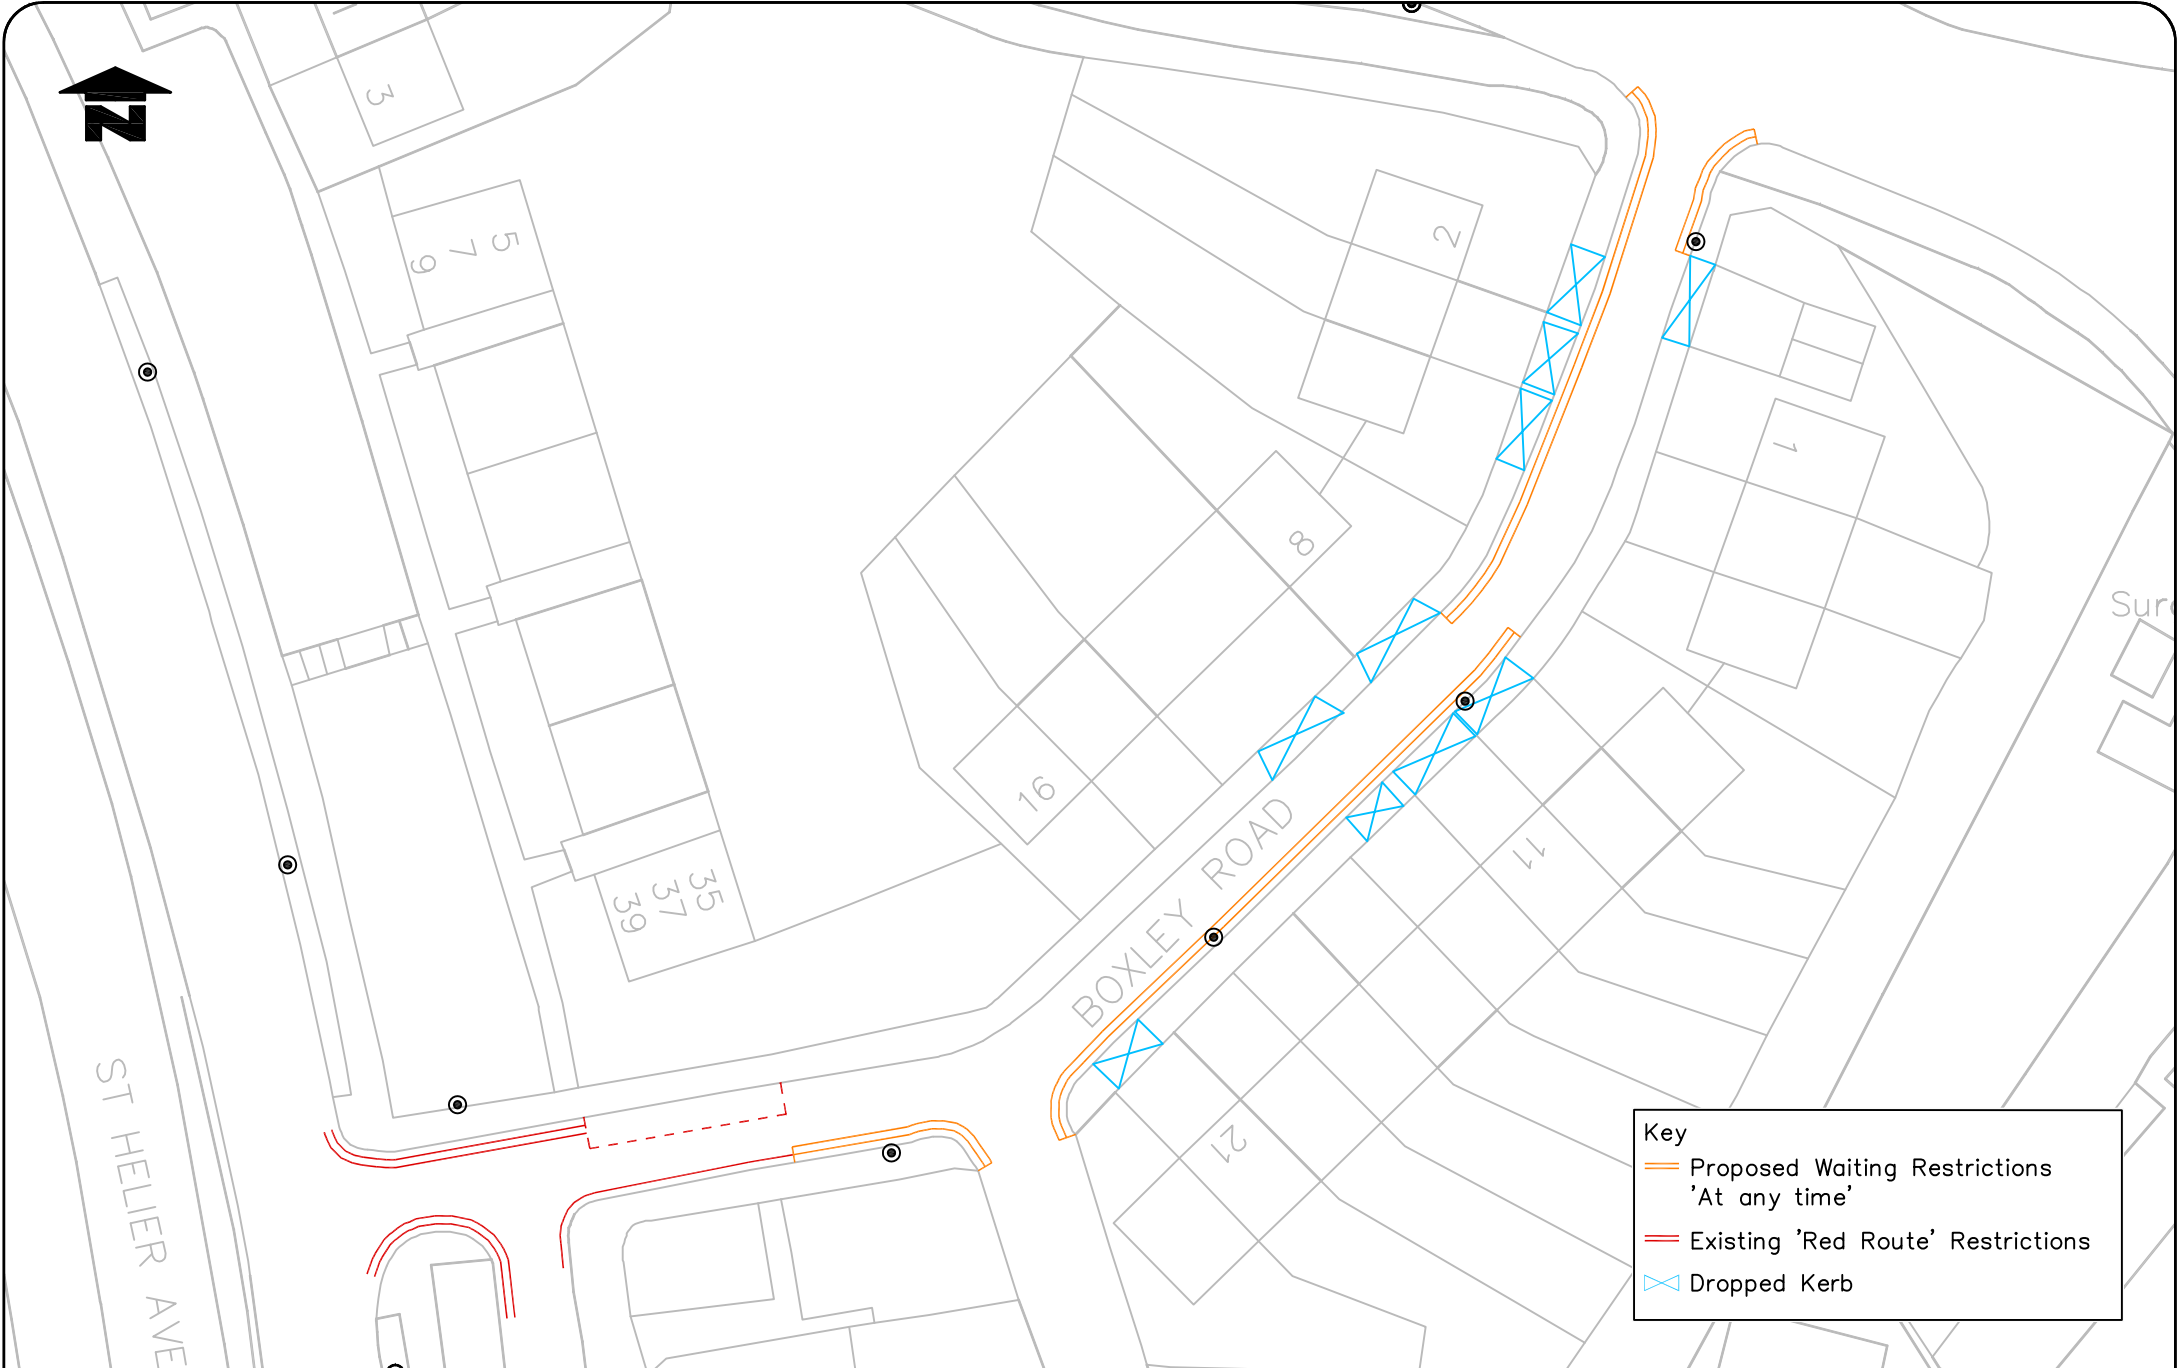 N
3
5
7
9
2
1
8
16
11
35
37
39
21
BOXLEY ROAD
ST HELIER AVE
Key
Proposed Waiting Restrictions
'At any time'
Existing 'Red Route' Restrictions
Dropped Kerb